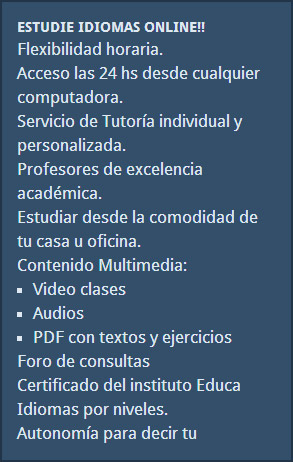 ESTUDIE IDIOMAS ONLINE!!
Flexibilidad horaria.
Acceso las 24 hs desde cualquier
computadora.
Servicio de Tutoría individual y
personalizada.
Profesores de excelencia
académica.
Estudiar desde la comodidad de
tu casa u oficina.
Contenido Multimedia:
▪ Video clases
▪ Audios
▪ PDF con textos y ejercicios
Foro de consultas
Certificado del instituto Educa
Idiomas por niveles.
Autonomía para decir tu